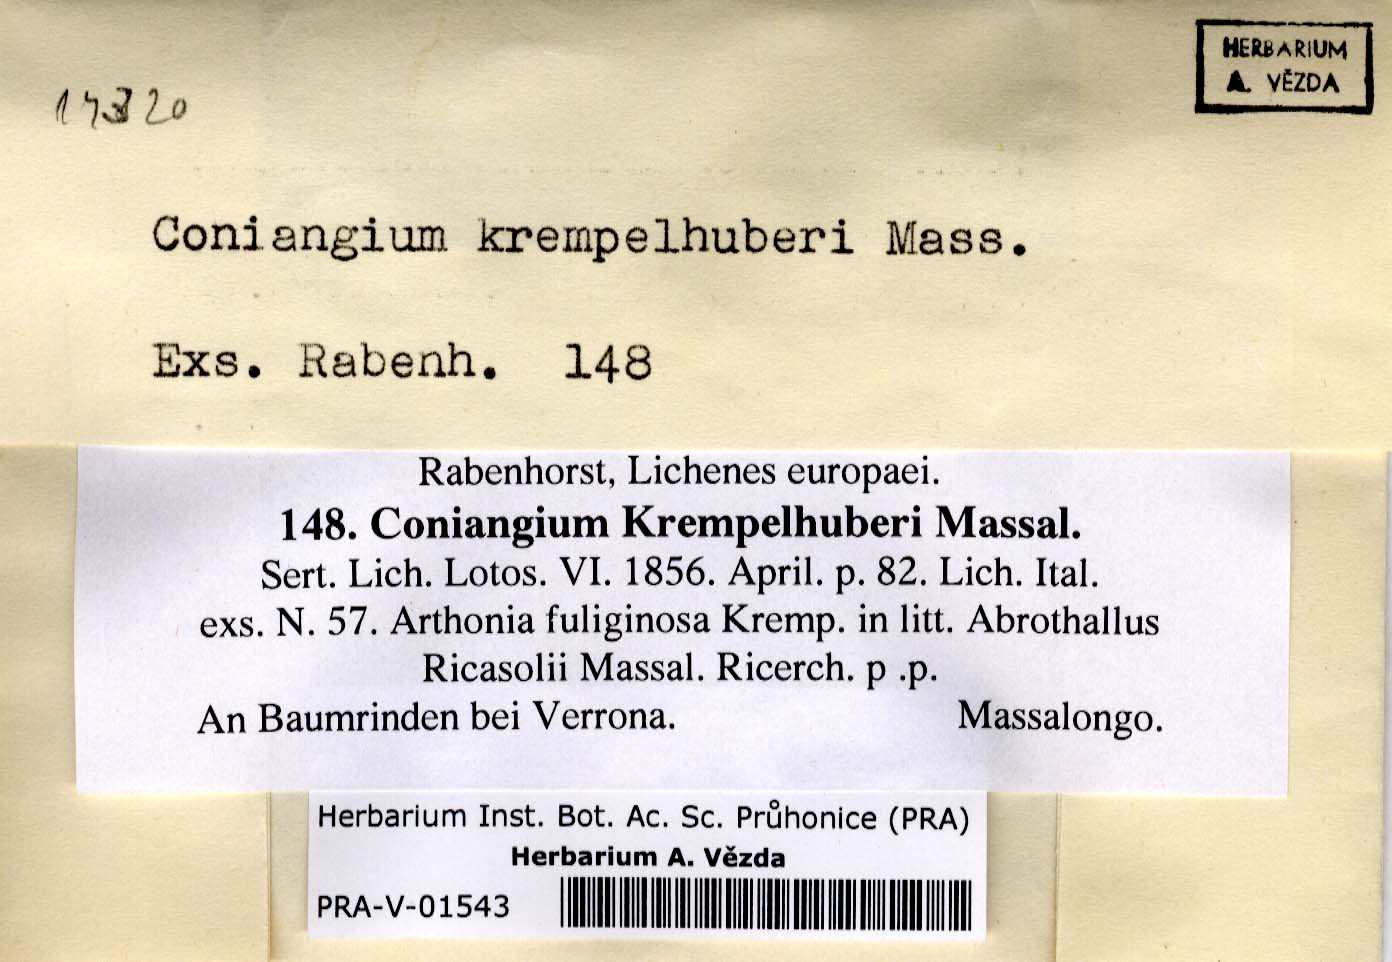 HERBARIUM
A. VĚZDA
Coniangium krempelhuberi Mass.
Exs. Rabenh. 148
Rabenhorst, Lichenes europaei.
148. Coniangium Krempelhuberi Massal.
Sert. Lich. Lotos. VI. 1856. April. p. 82. Lich. Ital.
exs. N. 57. Arthonia fuliginosa Kremp. in litt. Abrothallus
Ricasolii Massal. Ricerch. p .p.
An Baumrinden bei Verrona. Massalongo.
Herbarium Inst. Bot. Ac. Sc. Průhonice (PRA)
Herbarium A. Vězda
PRA-V-01543